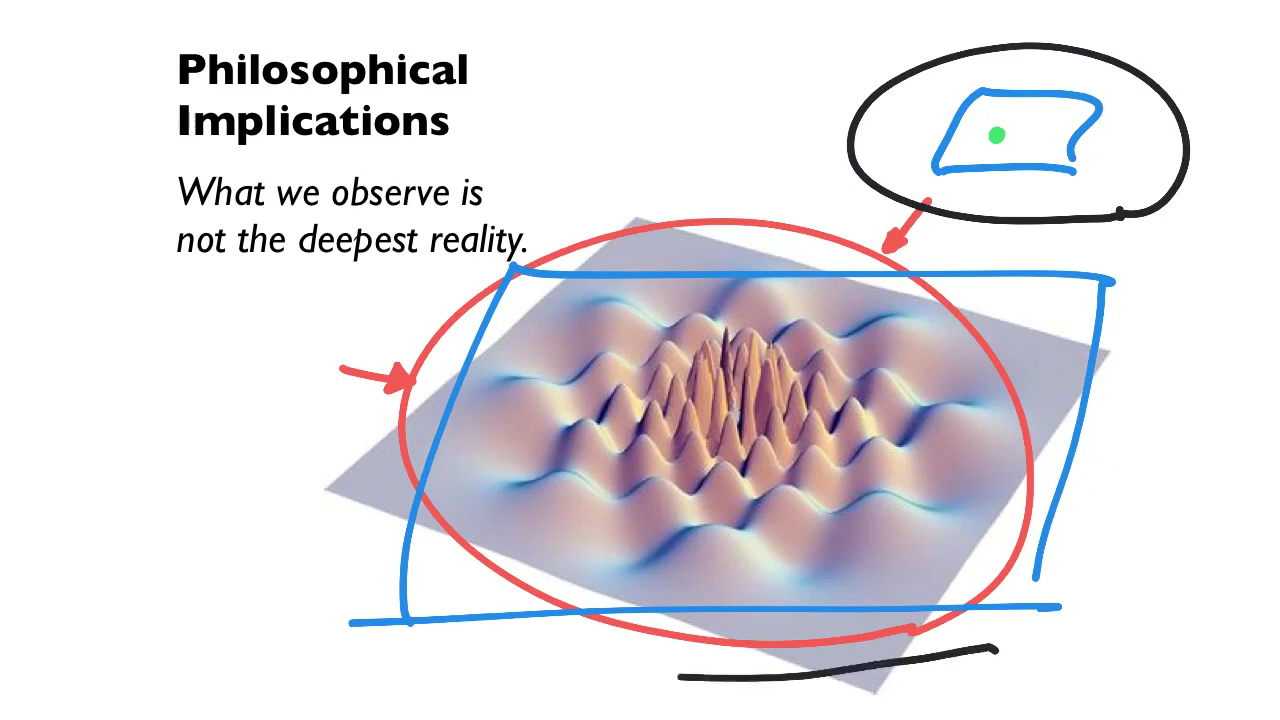 Philosophical
Implications
What we observe is
not the deepest reality.